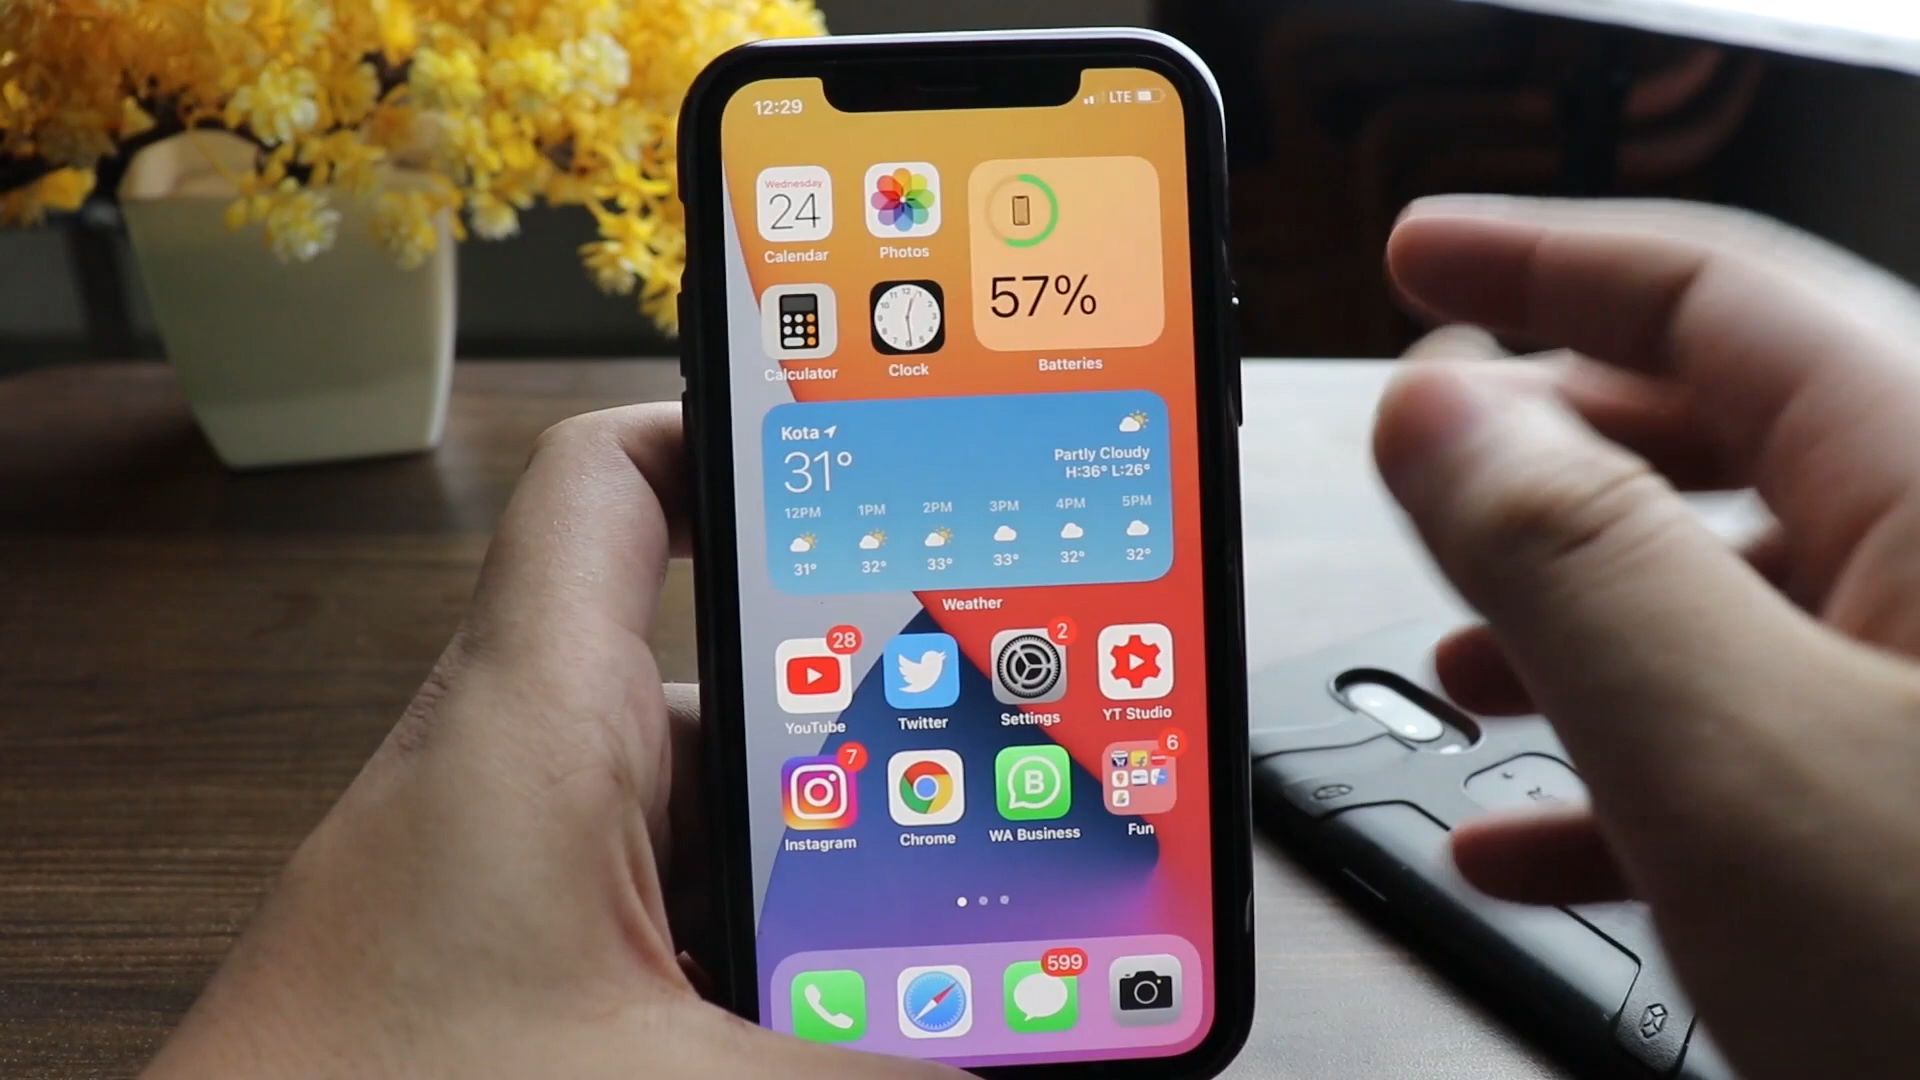 12:29
LTE
Wednesday
24
Calendar
Photos
57%
Calculator
Clock
Batteries
Kota
31°
Partly Cloudy
H:36° L:26°
12PM 1PM 2PM 3PM 4PM 5PM
31° 32° 33° 33° 32° 32°
Weather
28
2
YouTube
Twitter
Settings
YT Studio
7
6
B
Instagram
Chrome
WA Business
Fun
599